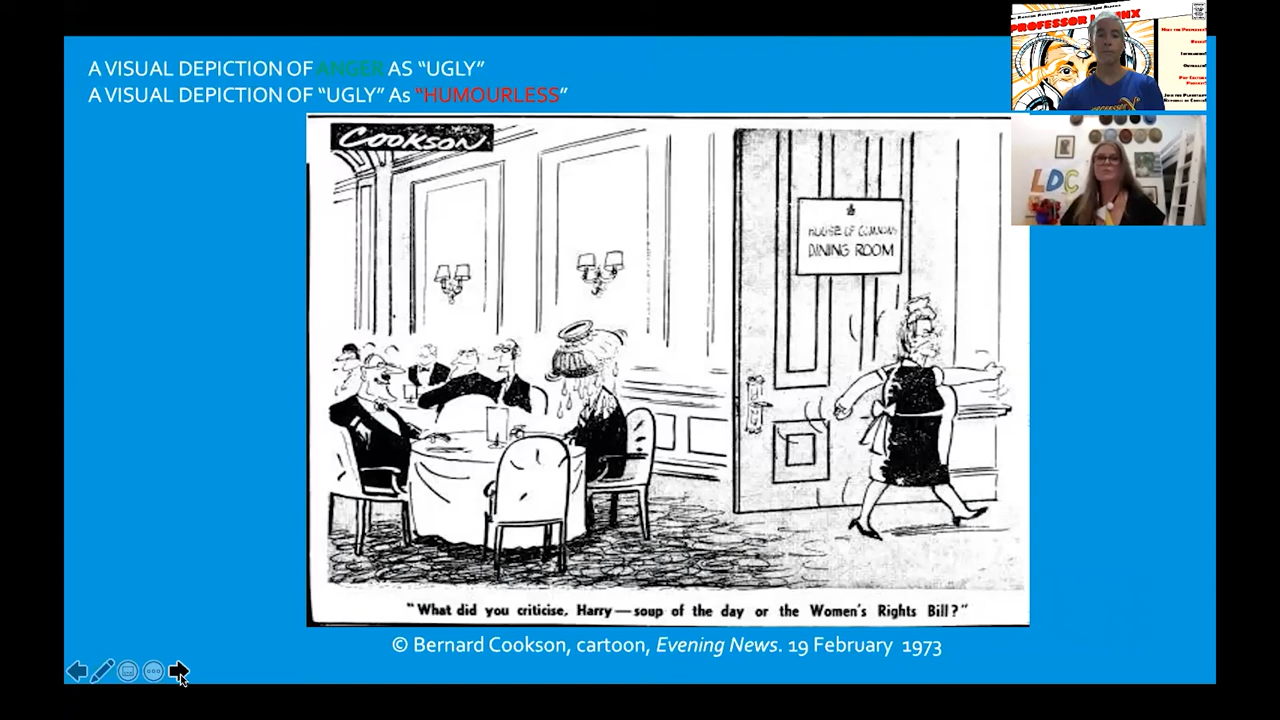 A VISUAL DEPICTION OF ANGER AS “UGLY”
A VISUAL DEPICTION OF “UGLY” As “HUMOURLESS”
COOKSON
HOUSE OF COMMONS
DINING ROOM
"What did you criticise, Harry—soup of the day or the Women's Rights Bill?"
© Bernard Cookson, cartoon, Evening News. 19 February 1973
PROFESSOR
LDC